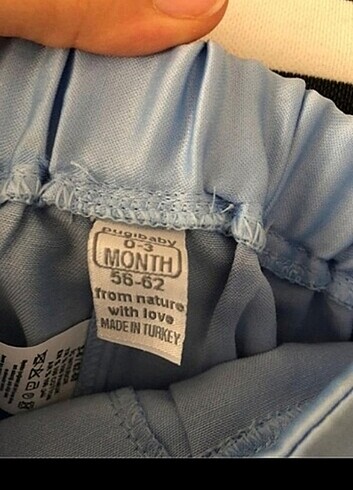 pugibaby
0-3
MONTH
56-62
from nature
with love
MADE IN TURKEY